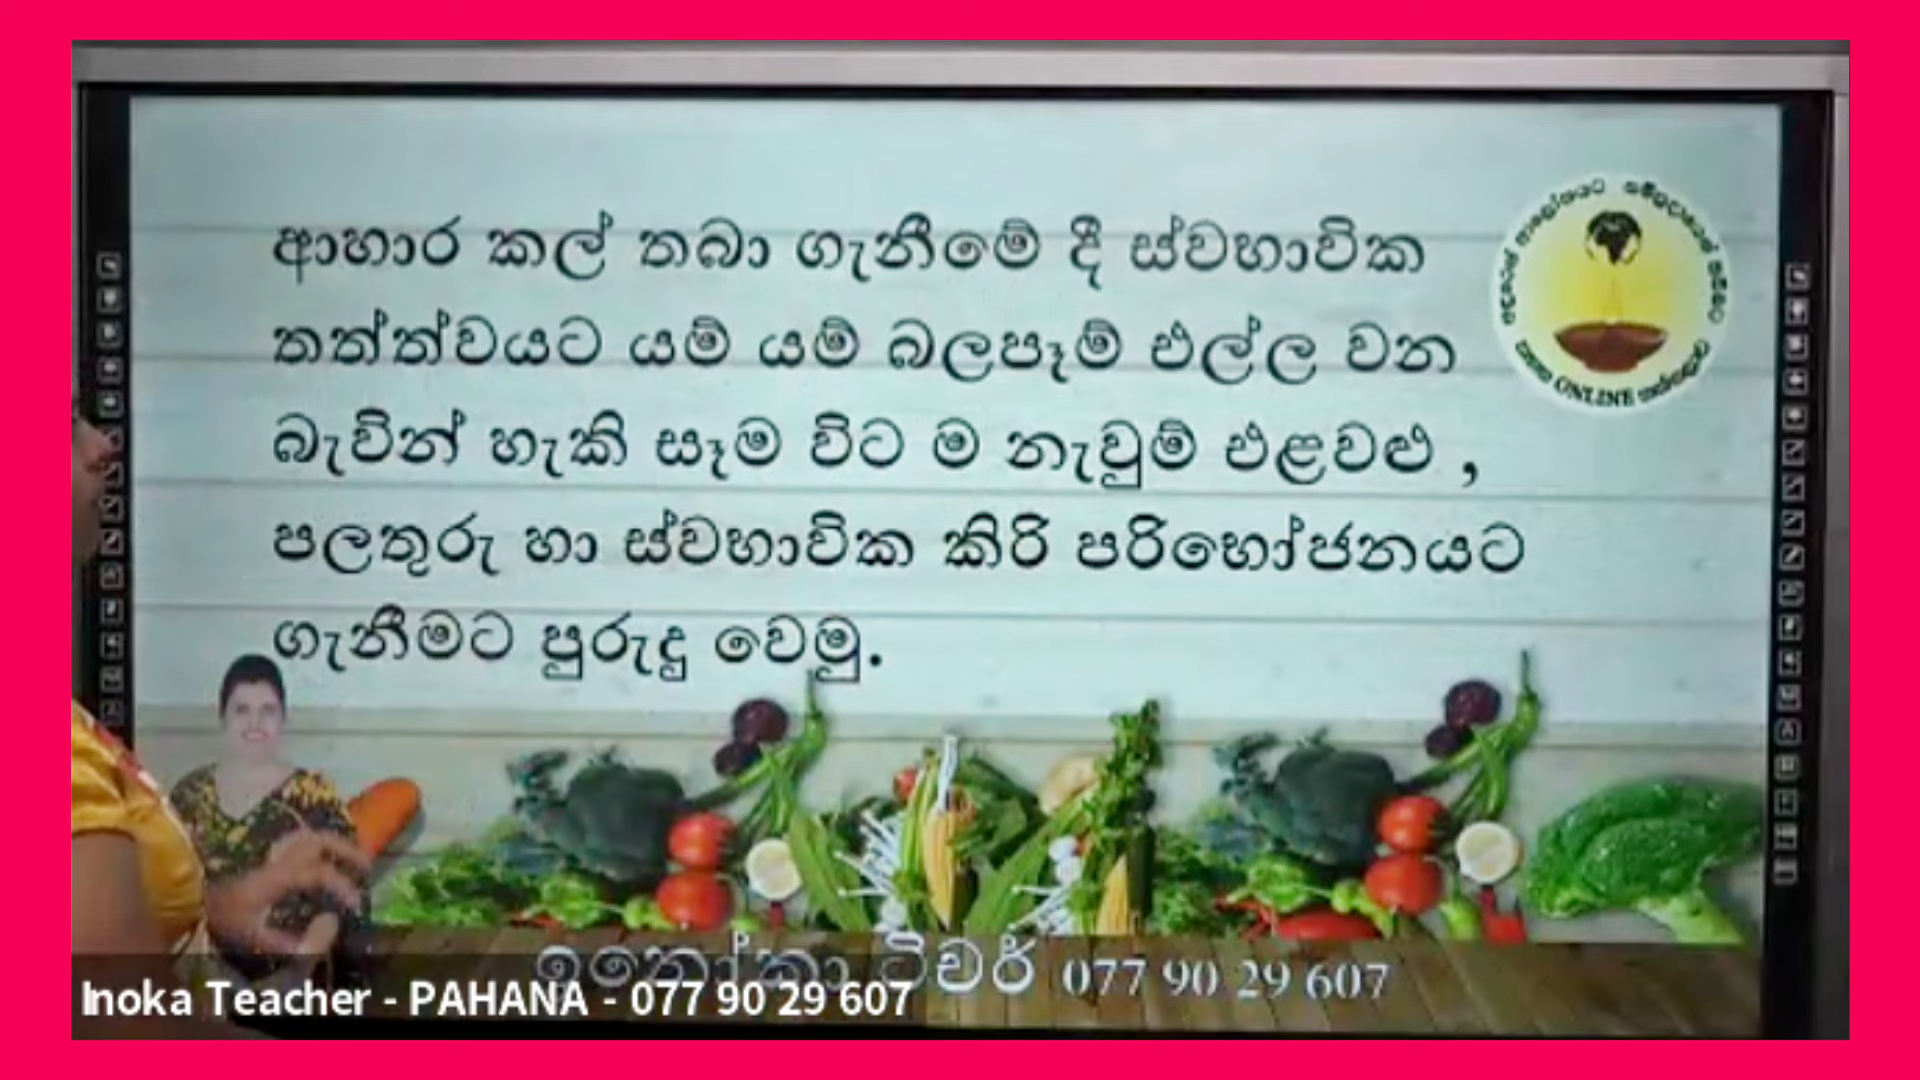 ආහාර කල් තබා ගැනීමේ දී ස්වභාවික
තත්ත්වයට යම් යම් බලපෑම් එල්ල වන
බැවින් හැකි සෑම විට ම නැවුම් එළවළු ,
පලතුරු හා ස්වභාවික කිරි පරිභෝජනයට
ගැනීමට පුරුදු වෙමු.
ONLINE
ඉනෝකා ටීචර් 077 90 29 607
Inoka Teacher - PAHANA - 077 90 29 607